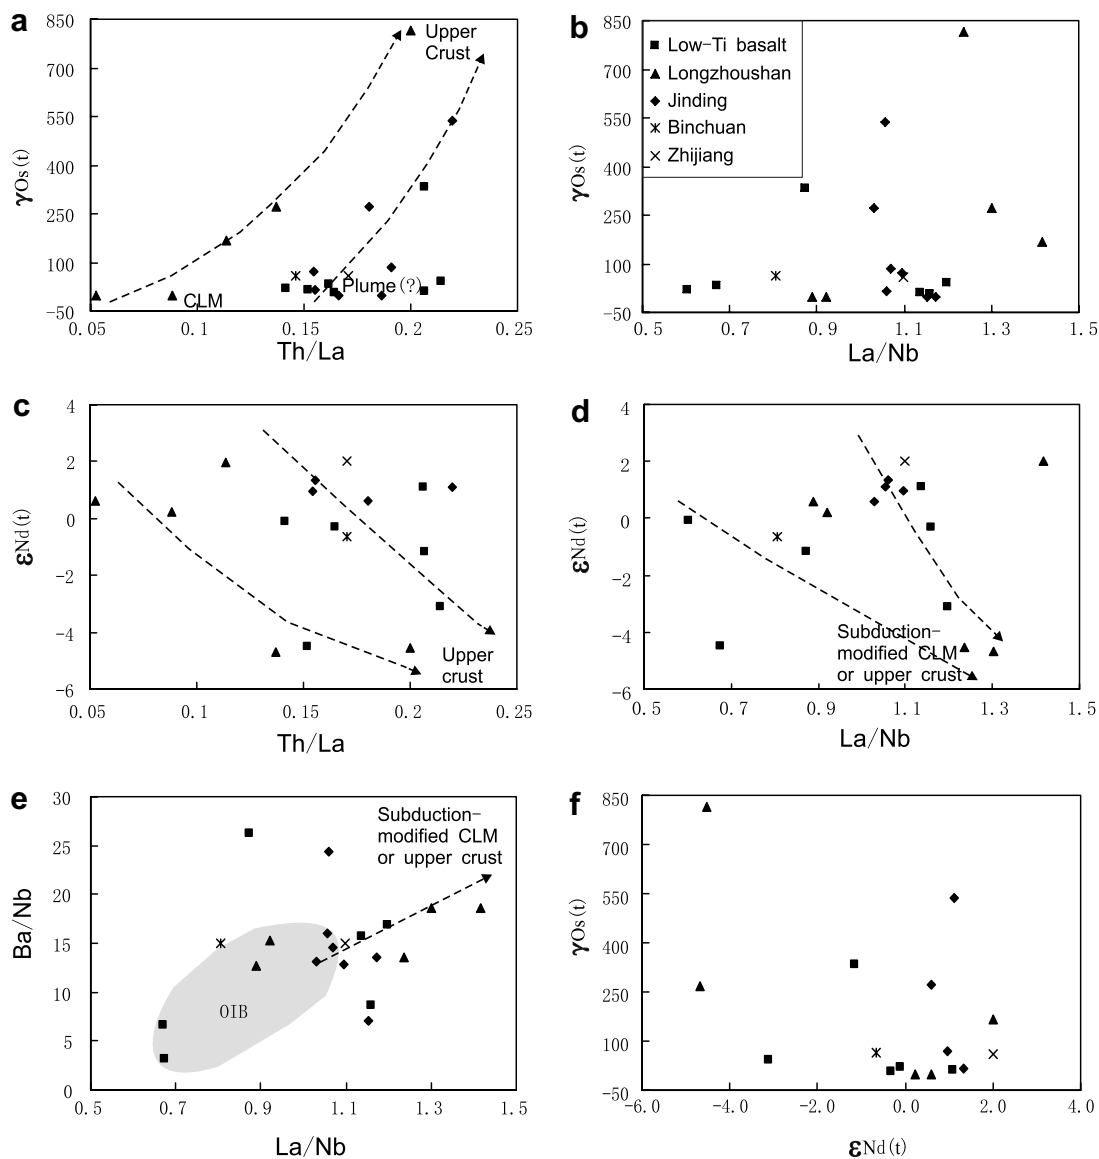 a
850
700
550
400
250
100
-50
γOs(t)
Upper
Crust
CLM
Plume(?)
0.05
0.1
0.15
0.2
0.25
Th/La
b
850
700
550
400
250
100
-50
γOs(t)
Low-Ti basalt
Longzhoushan
Jinding
Binchuan
Zhijiang
0.5
0.7
0.9
1.1
1.3
1.5
La/Nb
c
4
2
0
-2
-4
-6
εNd(t)
Upper
crust
0.05
0.1
0.15
0.2
0.25
Th/La
d
4
2
0
-2
-4
-6
εNd(t)
Subduction-
modified CLM
or upper crust
0.5
0.7
0.9
1.1
1.3
1.5
La/Nb
e
30
25
20
15
10
5
0
Ba/Nb
Subduction-
modified CLM
or upper crust
OIB
0.5
0.7
0.9
1.1
1.3
1.5
La/Nb
f
850
700
550
400
250
100
-50
γOs(t)
-6.0
-4.0
-2.0
0.0
2.0
4.0
εNd(t)